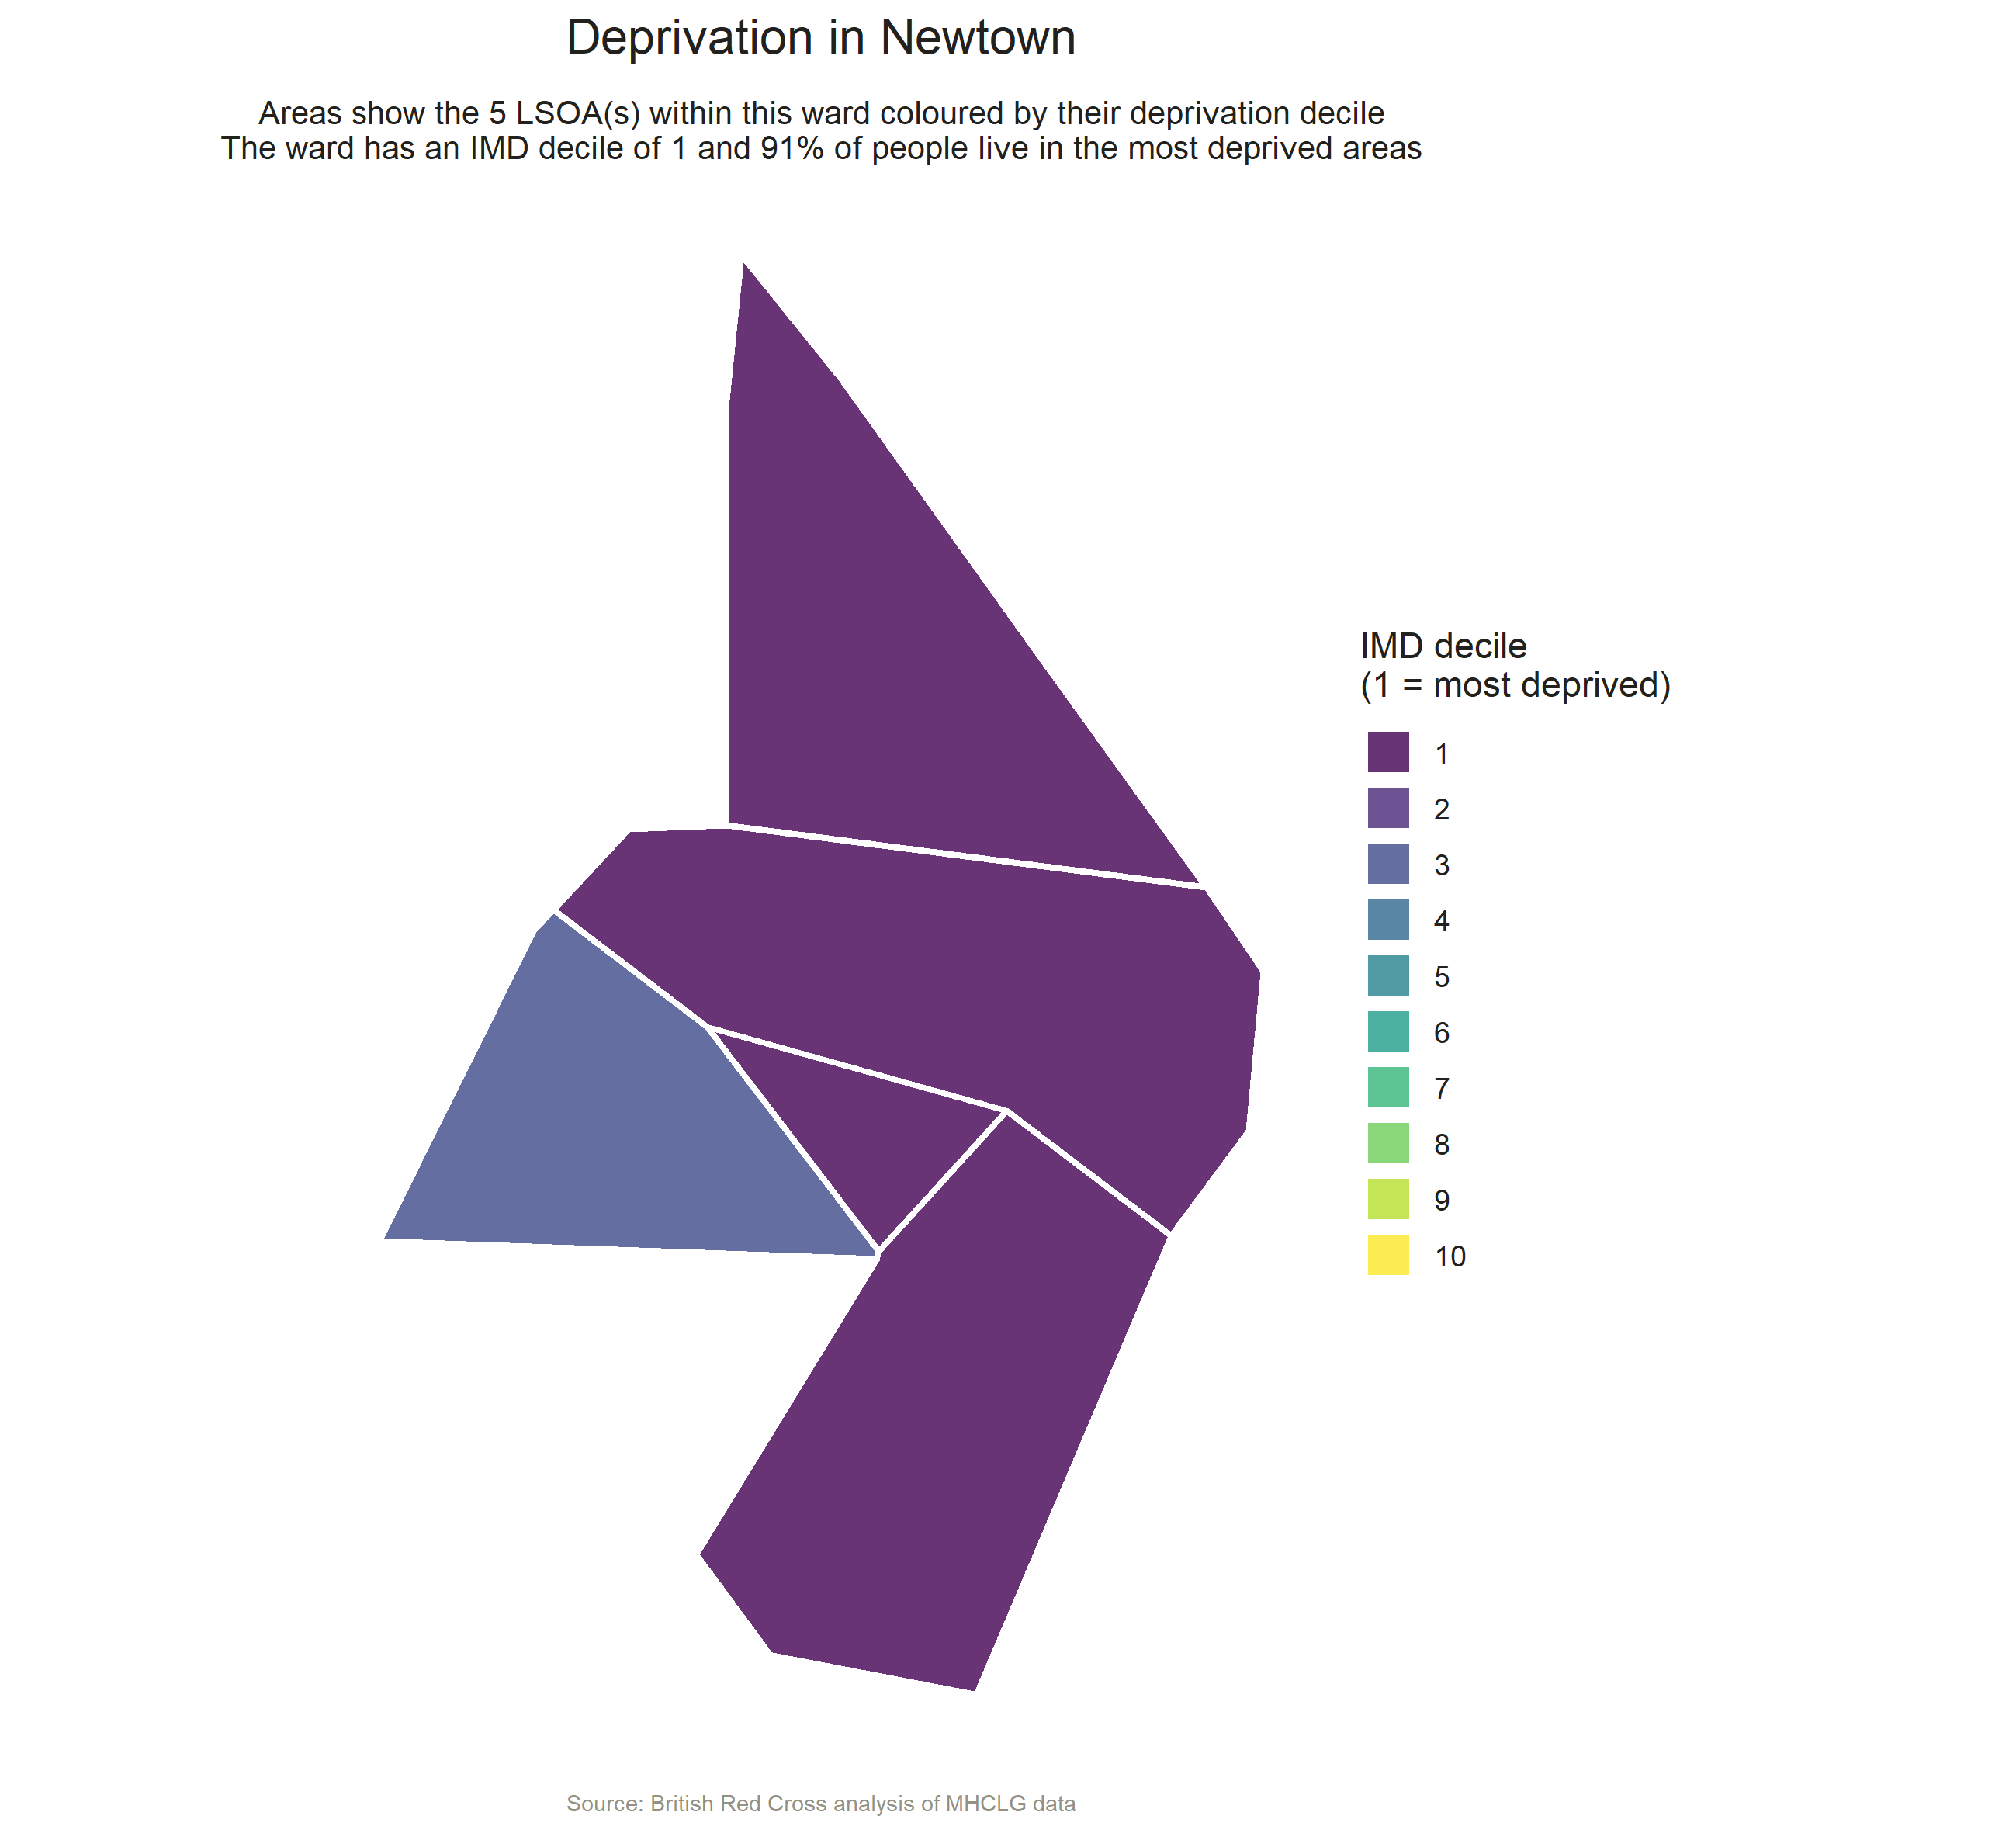 Deprivation in Newtown
Areas show the 5 LSOA(s) within this ward coloured by their deprivation decile
The ward has an IMD decile of 1 and 91% of people live in the most deprived areas
IMD decile
(1 = most deprived)
1
2
3
4
5
6
7
8
9
10
Source: British Red Cross analysis of MHCLG data